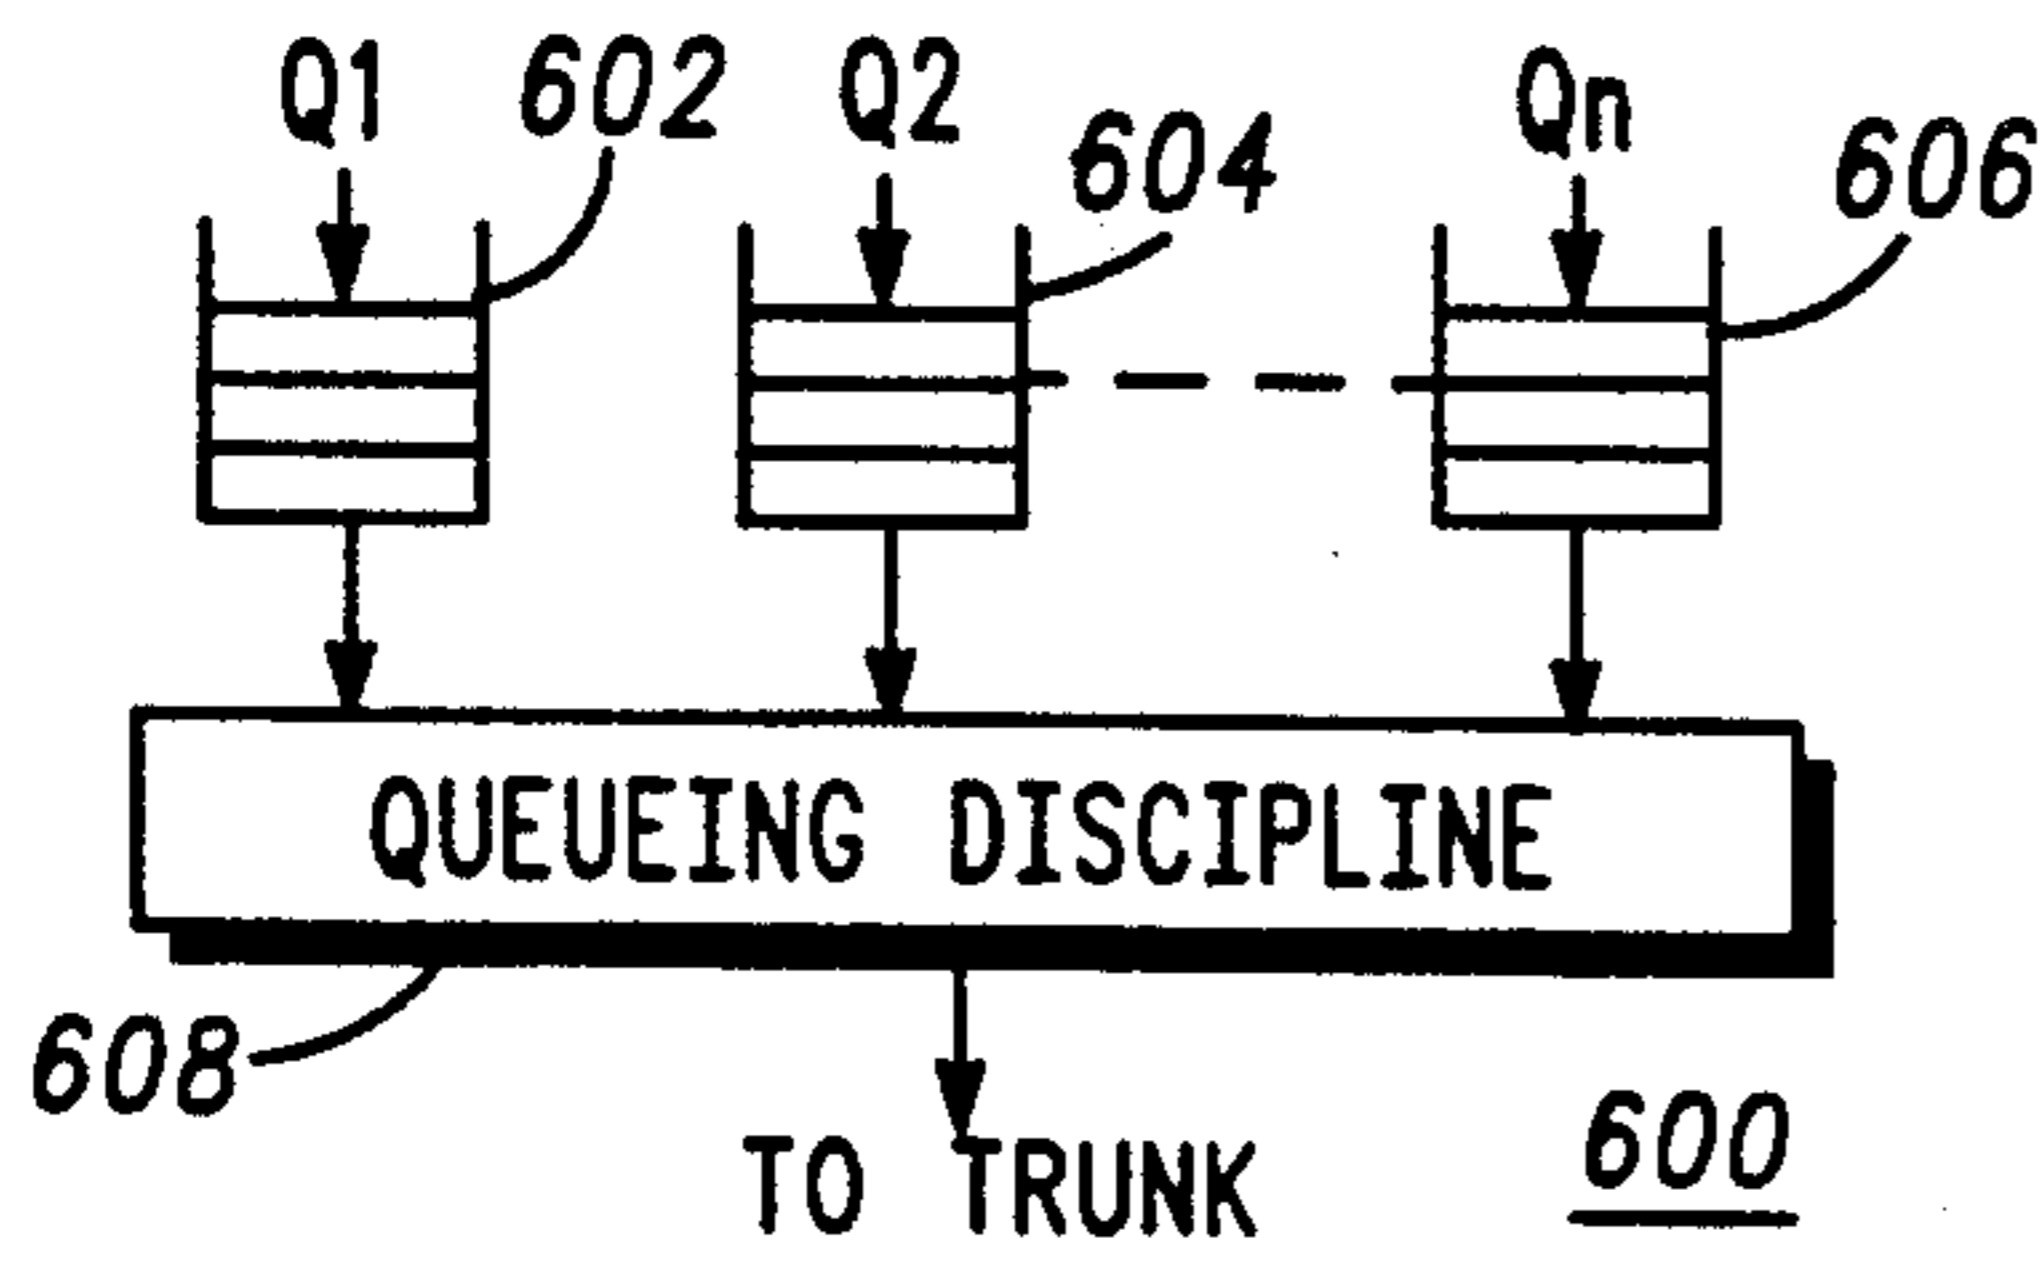 Q1 602 Q2 604 Qn 606
QUEUEING DISCIPLINE
608
TO TRUNK
600